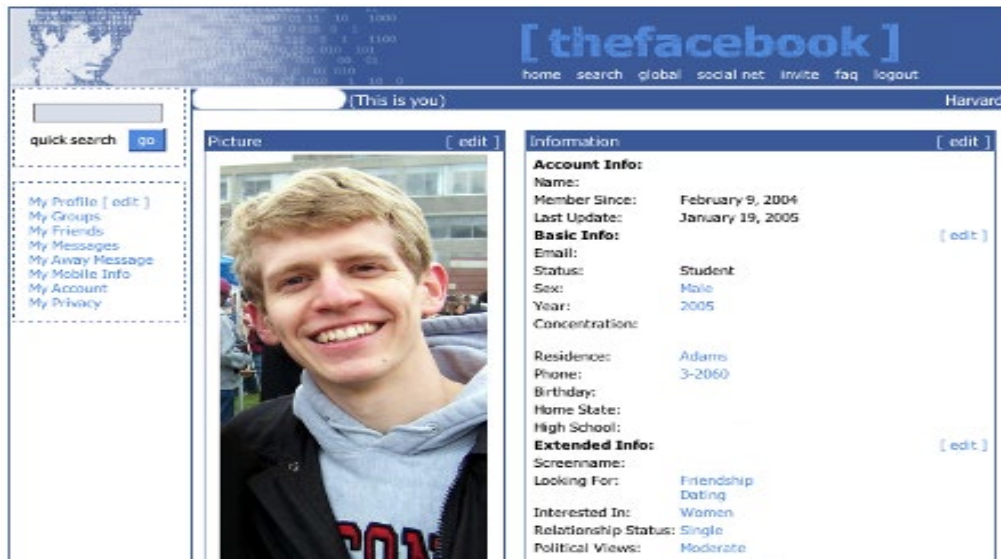 [ thefacebook ]
home search global social net invite faq logout
(This is you) Harvard
quick search go
My Profile [ edit ]
My Groups
My Friends
My Messages
My Away Message
My Mobile Info
My Account
My Privacy
Picture [ edit ]
Information [ edit ]
Account Info:
Name:
Member Since: February 9, 2004
Last Update: January 19, 2005
Basic Info: [ edit ]
Email:
Status: Student
Sex: Male
Year: 2005
Concentration:
Residence: Adams
Phone: 3-2060
Birthday:
Home State:
High School:
Extended Info: [ edit ]
Screenname:
Looking For: Friendship
Dating
Interested In: Women
Relationship Status: Single
Political Views: Moderate